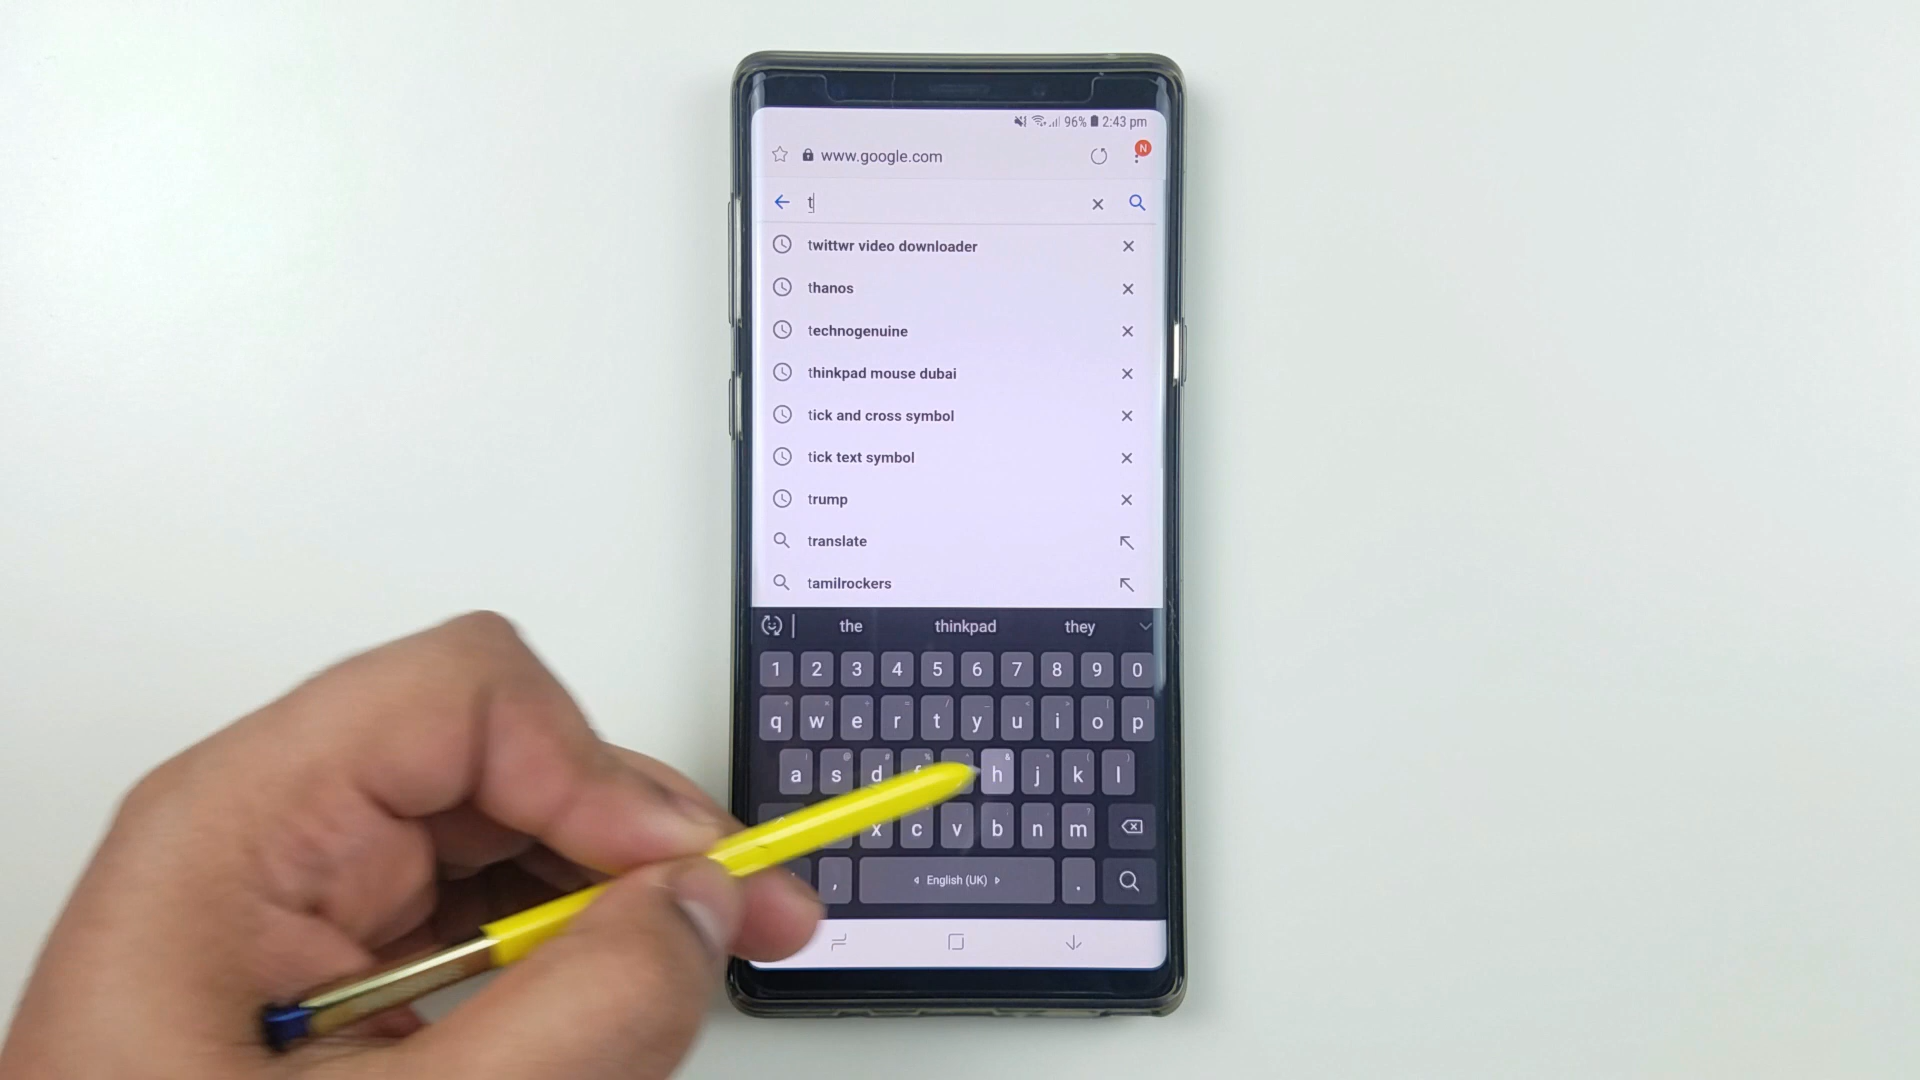 96% 2:43 pm
www.google.com
N
t
twittwr video downloader
thanos
technogenuine
thinkpad mouse dubai
tick and cross symbol
tick text symbol
trump
translate
tamilrockers
the thinkpad they
1 2 3 4 5 6 7 8 9 0
q w e r t y u i o p
a s d f h j k l
x c v b n m
, English (UK) .